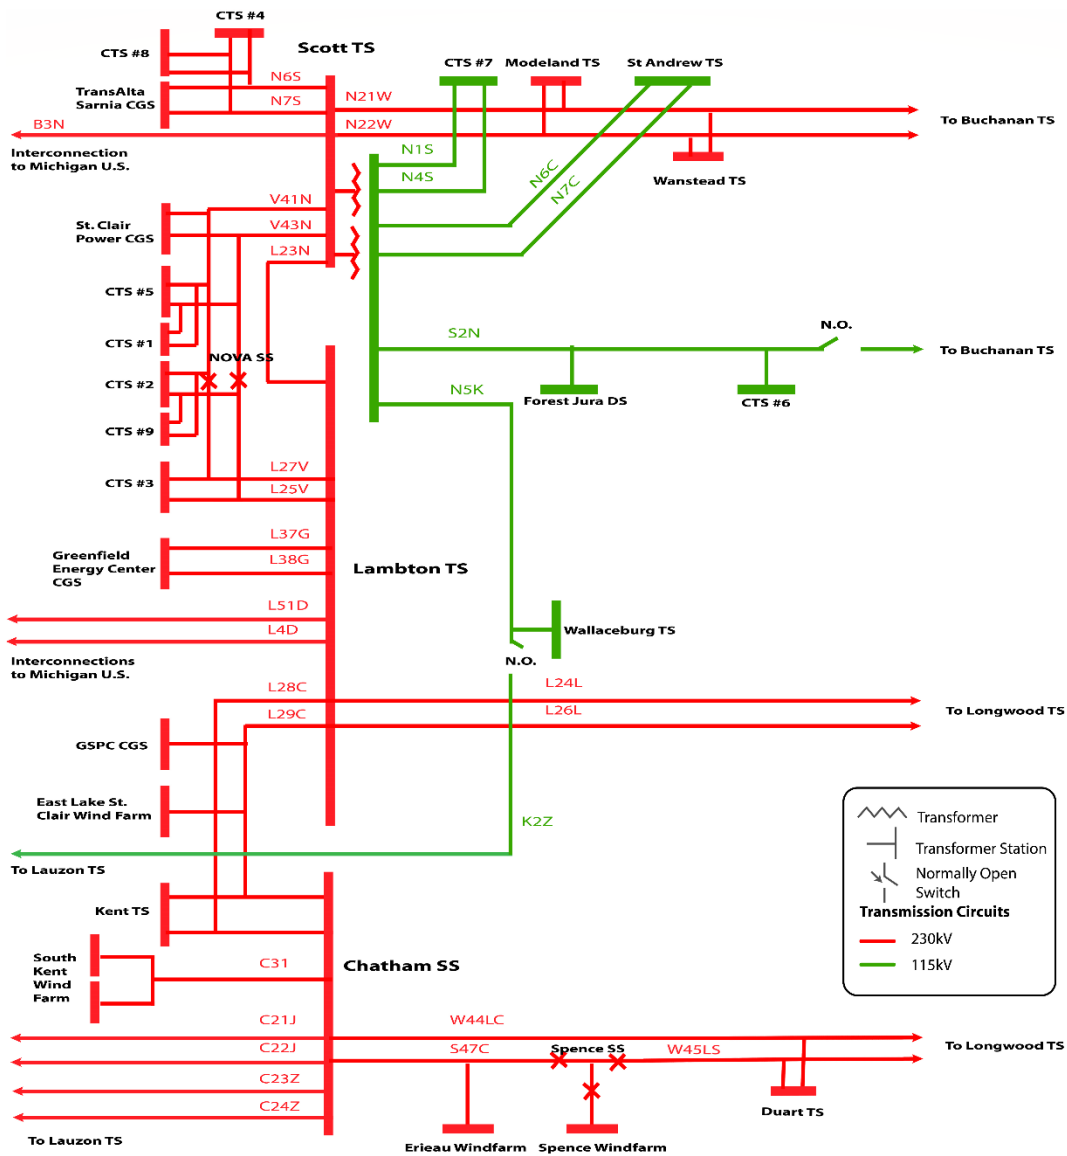 CTS #4
CTS #8
Scott TS
CTS #7
Modeland TS
St Andrew TS
N6S
TransAlta
Sarnia CGS
N7S
N21W
To Buchanan TS
B3N
N22W
Interconnection
to Michigan U.S.
N1S
N4S
N6C
N7C
Wanstead TS
V41N
St. Clair
Power CGS
V43N
L23N
CTS #5
CTS #1
NOVA SS
S2N
N.O.
To Buchanan TS
CTS #2
N5K
Forest Jura DS
CTS #6
CTS #9
CTS #3
L27V
L25V
L37G
Greenfield
Energy Center
CGS
L38G
Lambton TS
L51D
L4D
Wallaceburg TS
Interconnections
to Michigan U.S.
N.O.
L28C
L24L
L29C
L26L
To Longwood TS
GSPC CGS
East Lake St.
Clair Wind Farm
K2Z
To Lauzon TS
Transformer
Transformer Station
Normally Open
Switch
Transmission Circuits
230kV
115kV
Kent TS
South
Kent
Wind
Farm
C31
Chatham SS
C21J
W44LC
C22J
S47C
Spence SS
W45LS
To Longwood TS
C23Z
C24Z
Duart TS
To Lauzon TS
Erieau Windfarm
Spence Windfarm